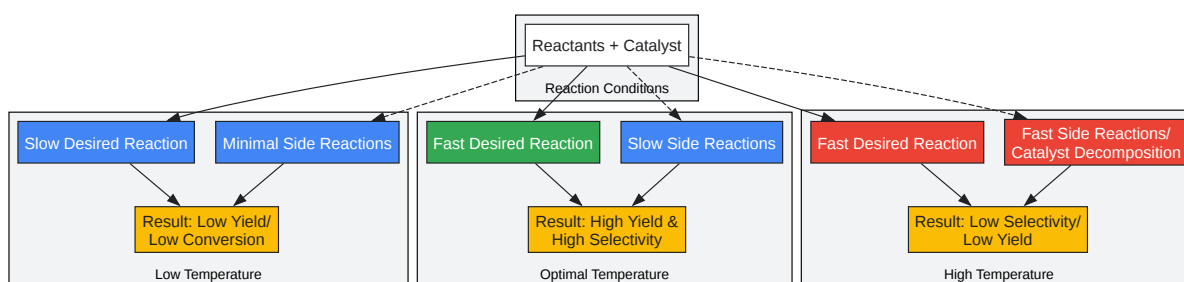 Reactants + Catalyst
Reaction Conditions
Slow Desired Reaction
Minimal Side Reactions
Result: Low Yield/
Low Conversion
Low Temperature
Fast Desired Reaction
Slow Side Reactions
Result: High Yield &
High Selectivity
Optimal Temperature
Fast Desired Reaction
Fast Side Reactions/
Catalyst Decomposition
Result: Low Selectivity/
Low Yield
High Temperature